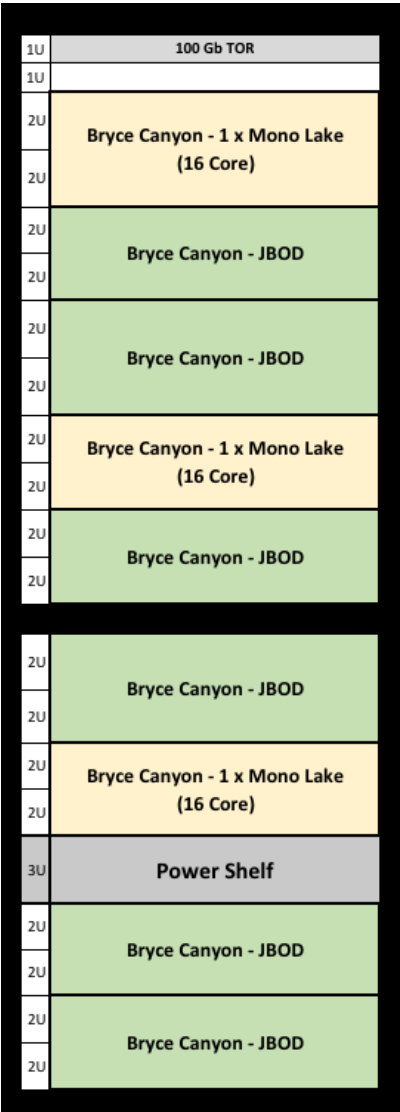 1U
100 Gb TOR
1U
2U
Bryce Canyon - 1 x Mono Lake
(16 Core)
2U
2U
Bryce Canyon - JBOD
2U
2U
Bryce Canyon - JBOD
2U
2U
Bryce Canyon - 1 x Mono Lake
(16 Core)
2U
2U
Bryce Canyon - JBOD
2U
2U
Bryce Canyon - JBOD
2U
2U
Bryce Canyon - 1 x Mono Lake
(16 Core)
2U
3U
Power Shelf
2U
Bryce Canyon - JBOD
2U
2U
Bryce Canyon - JBOD
2U